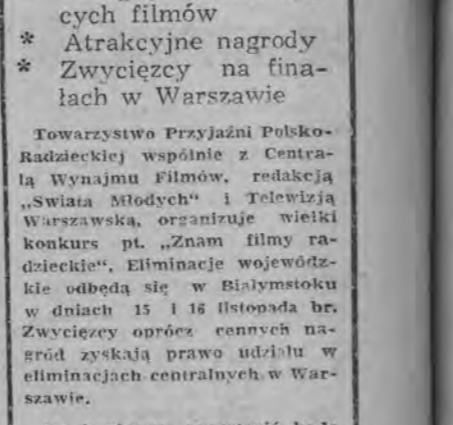 cych filmów
* Atrakcyjne nagrody
* Zwycięzcy na fina-
łach w Warszawie
Towarzystwo Przyjaźni Polsko-
Radzieckiej wspólnie z Centra-
lą Wynajmu Filmów, redakcją
„Świata Młodych" i Telewizją
Warszawską, organizuje wielki
konkurs pt. „Znam filmy ra-
dzieckie". Eliminacje wojewódz-
kie odbędą się w Białymstoku
w dniach 15 i 16 listopada br.
Zwycięzcy oprócz cennych na-
gród zyskają prawo udziału w
eliminacjach centralnych w War-
szawie.